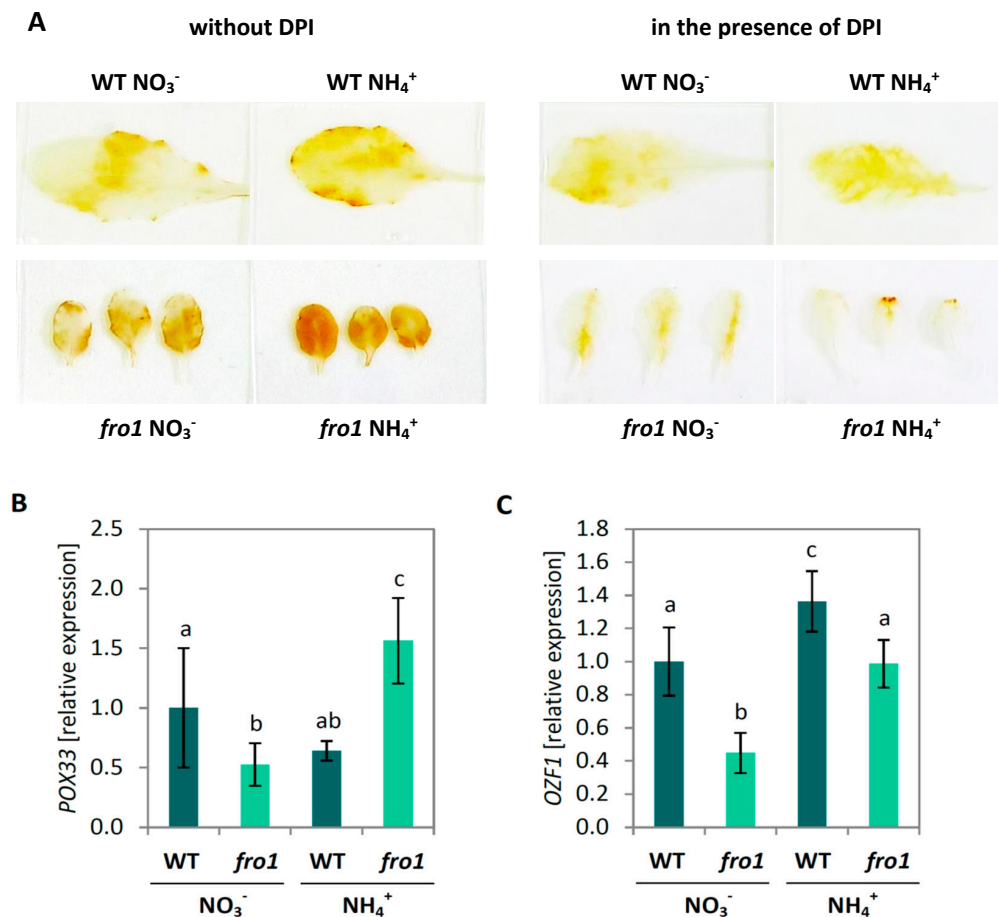 A
without DPI
in the presence of DPI
WT NO₃⁻
WT NH₄⁺
WT NO₃⁻
WT NH₄⁺
fro1 NO₃⁻
fro1 NH₄⁺
fro1 NO₃⁻
fro1 NH₄⁺
B
POX33 [relative expression]
2.5
2.0
1.5
1.0
0.5
0.0
a
b
ab
c
WT
fro1
WT
fro1
NO₃⁻
NH₄⁺
C
OZF1 [relative expression]
1.8
1.6
1.4
1.2
1.0
0.8
0.6
0.4
0.2
0.0
a
b
c
a
WT
fro1
WT
fro1
NO₃⁻
NH₄⁺